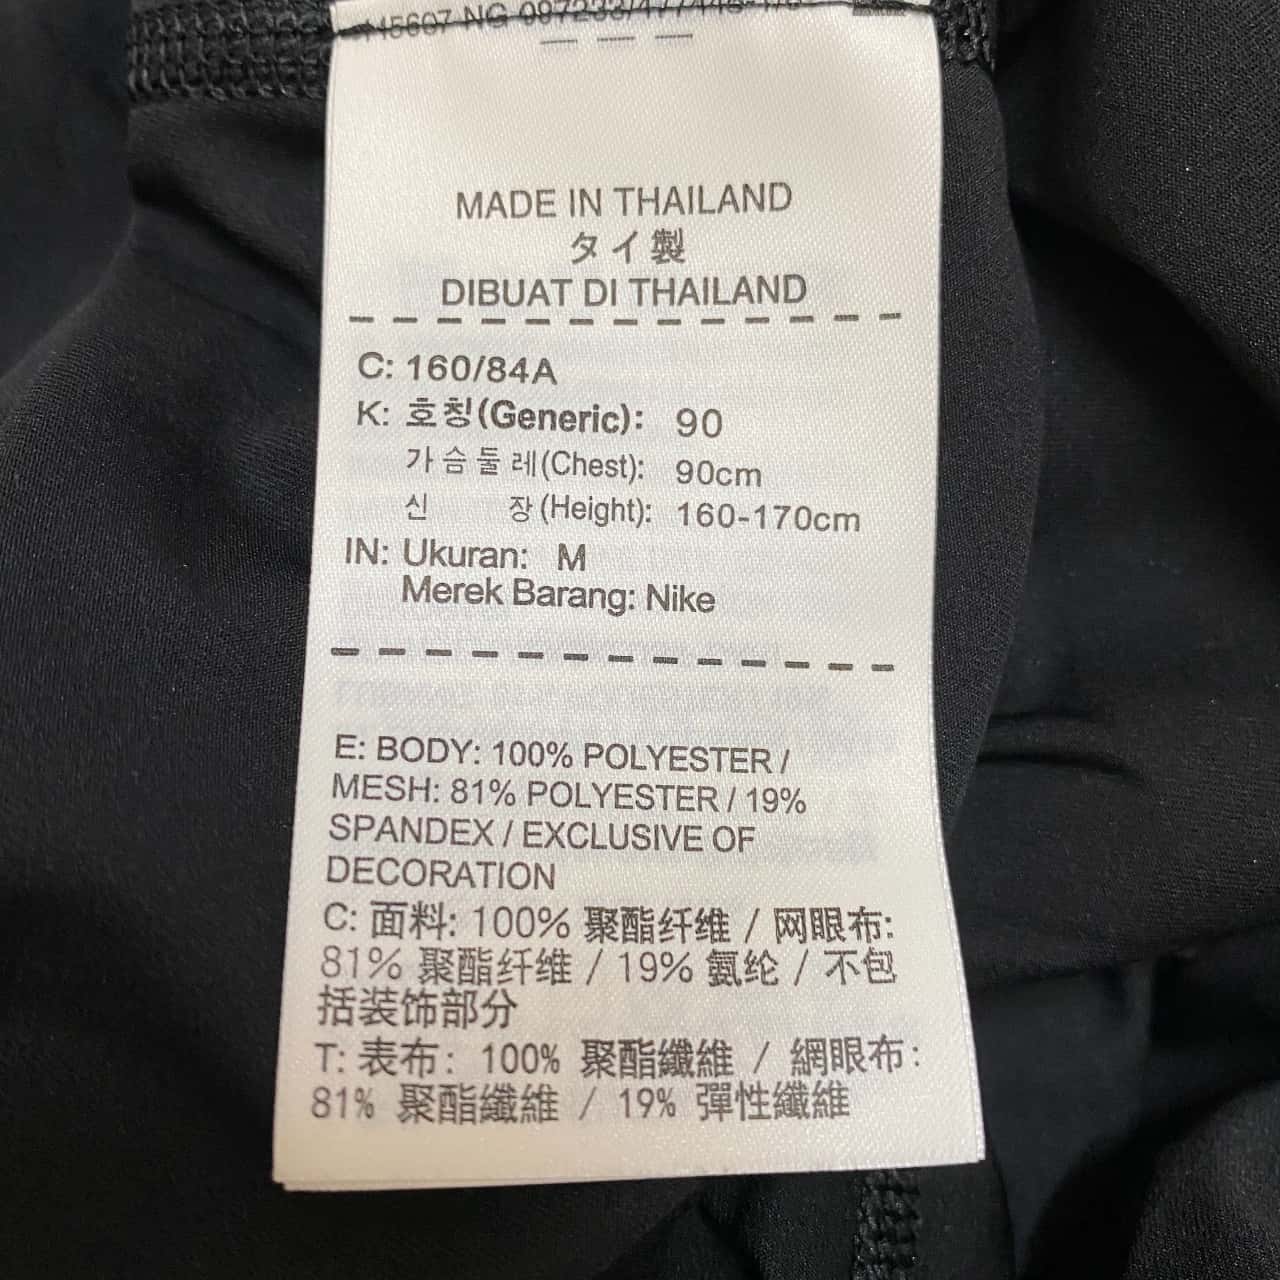 MADE IN THAILAND
タイ製
DIBUAT DI THAILAND
C: 160/84A
K: 호칭(Generic): 90
가슴둘레(Chest): 90cm
신 장(Height): 160-170cm
IN: Ukuran: M
Merek Barang: Nike
E: BODY: 100% POLYESTER /
MESH: 81% POLYESTER / 19%
SPANDEX / EXCLUSIVE OF
DECORATION
C: 面料: 100% 聚酯纤维 / 网眼布:
81% 聚酯纤维 / 19% 氨纶 / 不包
括装饰部分
T: 表布: 100% 聚酯纖維 / 網眼布:
81% 聚酯纖維 / 19% 彈性纖維